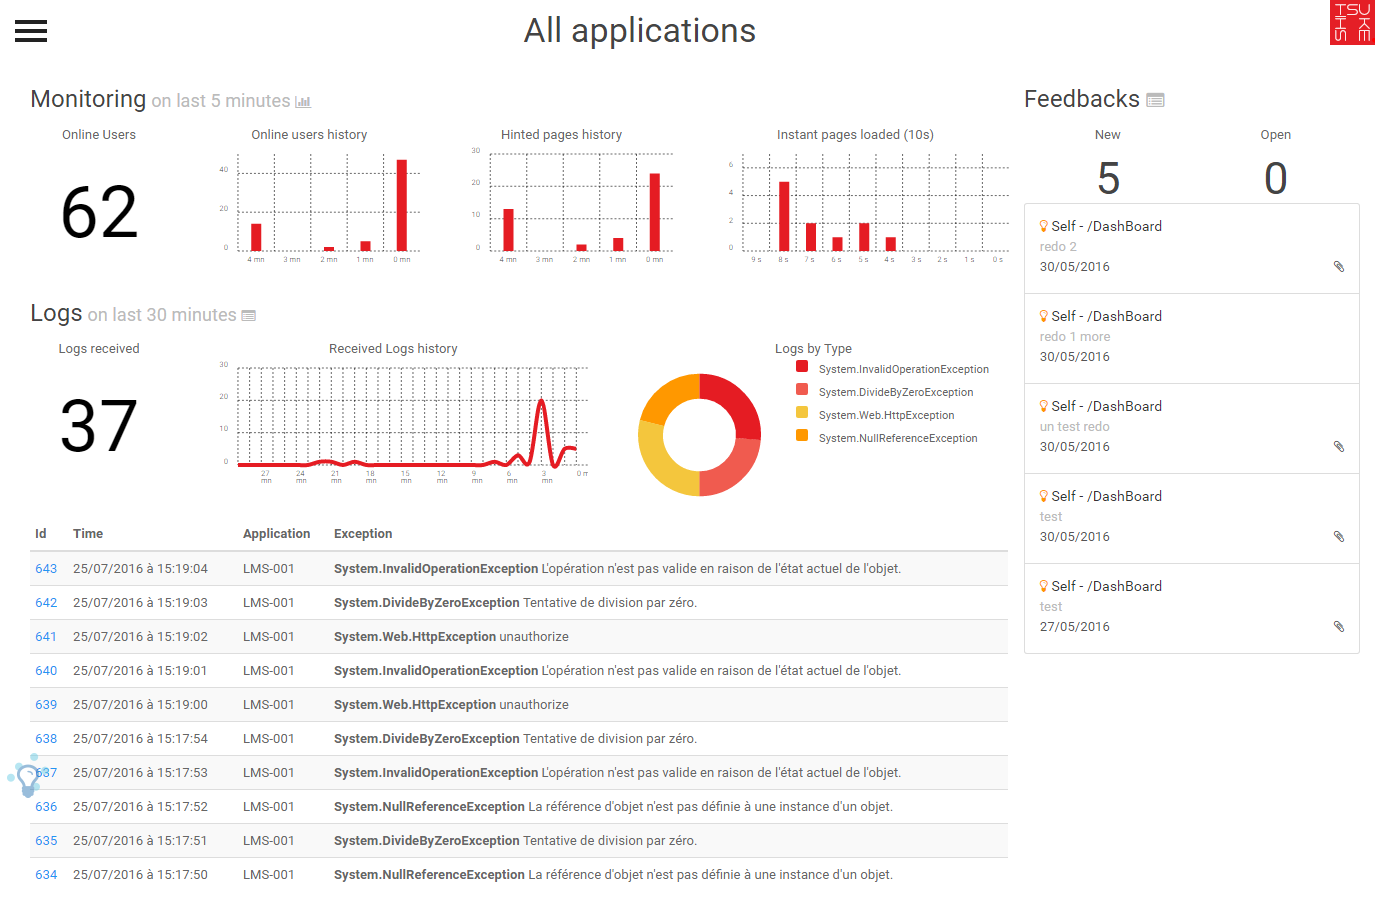 All applications
TSUKE
SHII
Monitoring on last 5 minutes
Online Users
62
Online users history
40
20
0
4 mn 3 mn 2 mn 1 mn 0 mn
Hinted pages history
30
20
10
0
4 mn 3 mn 2 mn 1 mn 0 mn
Instant pages loaded (10s)
6
4
2
0
9 s 8 s 7 s 6 s 5 s 4 s 3 s 2 s 1 s 0 s
Logs on last 30 minutes
Logs received
37
Received Logs history
30
20
10
0
27 mn 24 mn 21 mn 18 mn 15 mn 12 mn 9 mn 6 mn 3 mn 0 m
Logs by Type
System.InvalidOperationException
System.DivideByZeroException
System.Web.HttpException
System.NullReferenceException
Id Time Application Exception
643 25/07/2016 à 15:19:04 LMS-001 System.InvalidOperationException L'opération n'est pas valide en raison de l'état actuel de l'objet.
642 25/07/2016 à 15:19:03 LMS-001 System.DivideByZeroException Tentative de division par zéro.
641 25/07/2016 à 15:19:02 LMS-001 System.Web.HttpException unauthorize
640 25/07/2016 à 15:19:01 LMS-001 System.InvalidOperationException L'opération n'est pas valide en raison de l'état actuel de l'objet.
639 25/07/2016 à 15:19:00 LMS-001 System.Web.HttpException unauthorize
638 25/07/2016 à 15:17:54 LMS-001 System.DivideByZeroException Tentative de division par zéro.
637 25/07/2016 à 15:17:53 LMS-001 System.InvalidOperationException L'opération n'est pas valide en raison de l'état actuel de l'objet.
636 25/07/2016 à 15:17:52 LMS-001 System.NullReferenceException La référence d'objet n'est pas définie à une instance d'un objet.
635 25/07/2016 à 15:17:51 LMS-001 System.DivideByZeroException Tentative de division par zéro.
634 25/07/2016 à 15:17:50 LMS-001 System.NullReferenceException La référence d'objet n'est pas définie à une instance d'un objet.
Feedbacks
New Open
5 0
Self - /DashBoard
redo 2
30/05/2016
Self - /DashBoard
redo 1 more
30/05/2016
Self - /DashBoard
un test redo
30/05/2016
Self - /DashBoard
test
30/05/2016
Self - /DashBoard
test
27/05/2016